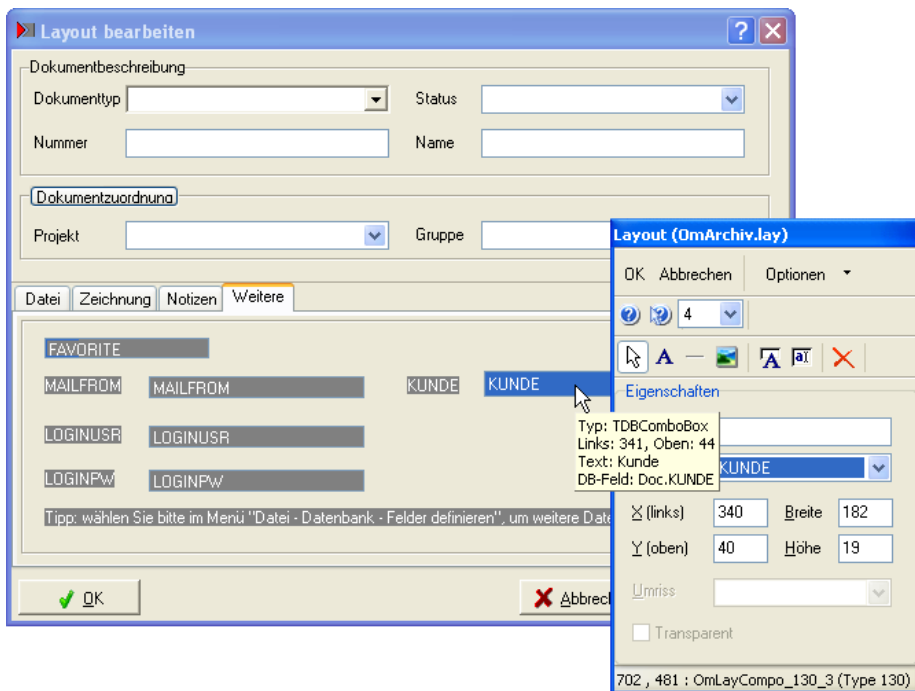 Layout bearbeiten
Dokumentbeschreibung
Dokumenttyp Status
Nummer Name
Dokumentzuordnung
Projekt Gruppe
Datei Zeichnung Notizen Weitere
FAVORITE
MAILFROM MAILFROM KUNDE KUNDE
LOGINUSR LOGINUSR
LOGINPW LOGINPW
Tipp: wählen Sie bitte im Menü "Datei - Datenbank - Felder definieren", um weitere Date
OK Abbrec
Layout (OmArchiv.lay)
OK Abbrechen Optionen
4
A A aI
Eigenschaften
Typ: TDBComboBox
Links: 341, Oben: 44
Text: Kunde
DB-Feld: Doc.KUNDE
KUNDE
X (links) 340 Breite 182
Y (oben) 40 Höhe 19
Umriss
Transparent
702 , 481 : OmLayCompo_130_3 (Type 130)